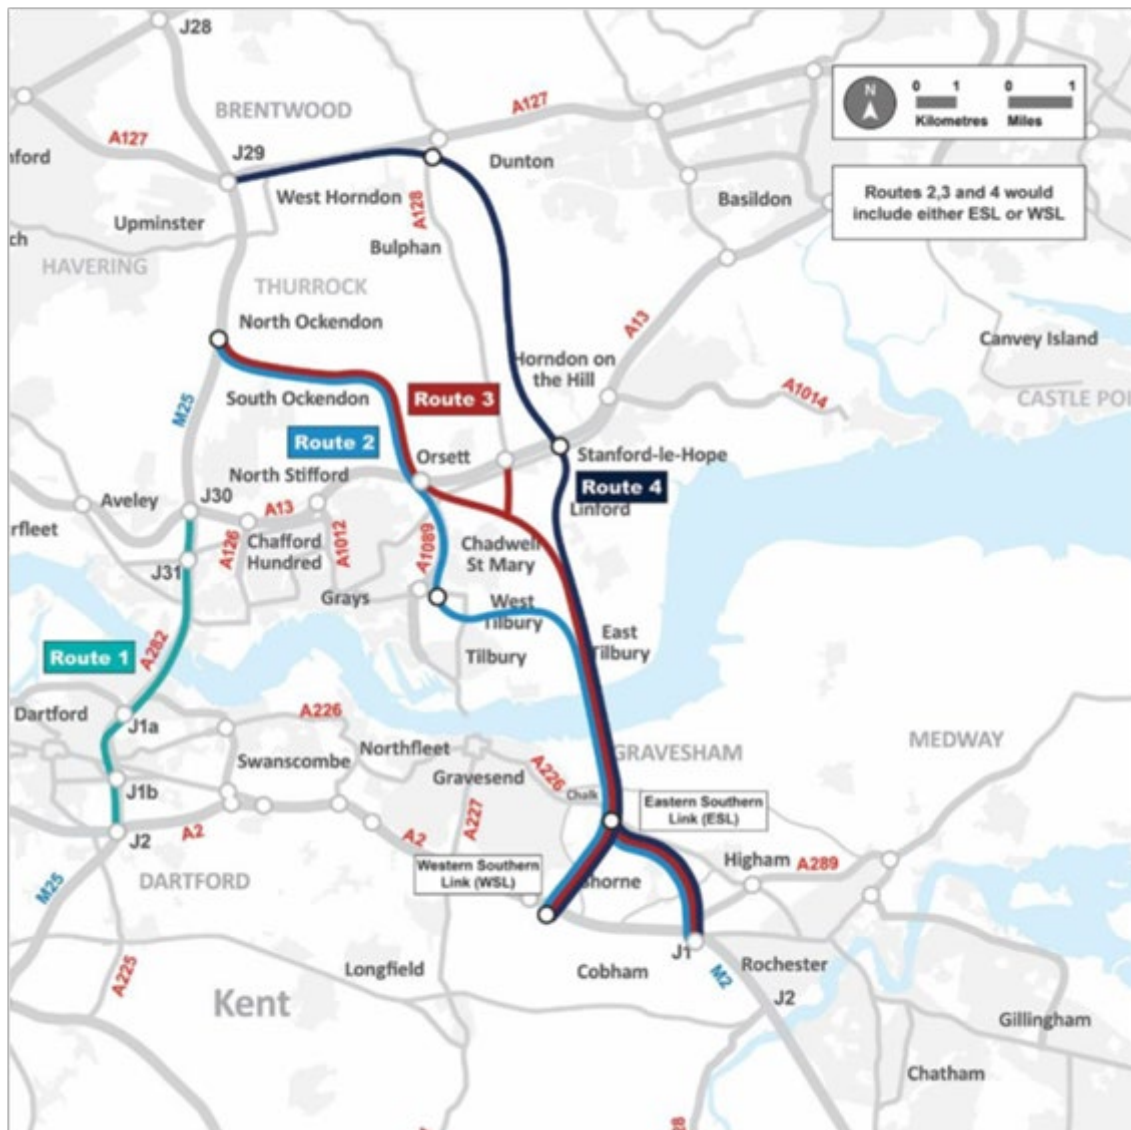 J28
BRENTWOOD
A127
A127
N
0 1
Kilometres
0 1
Miles
nford
J29
Dunton
West Horndon
A128
Basildon
Routes 2,3 and 4 would
include either ESL or WSL
Upminster
ch
Bulphan
HAVERING
THURROCK
North Ockendon
A13
Canvey Island
Horndon on
the Hill
M25
South Ockendon
Route 3
A1014
CASTLE POI
Route 2
Orsett
Stanford-le-Hope
North Stifford
Route 4
Aveley
J30
A13
Linford
rfleet
A126
Chafford
Hundred
A1012
A1089
Chadwell
St Mary
J31
Grays
West
Tilbury
East
Tilbury
Route 1
A282
Tilbury
Dartford
J1a
A226
Northfleet
GRAVESHAM
MEDWAY
Swanscombe
Gravesend
A226
J1b
Chalk
Eastern Southern
Link (ESL)
J2
A2
A2
A227
Western Southern
Link (WSL)
Higham
A289
M25
DARTFORD
Shorne
J1
A225
Longfield
Cobham
M2
Rochester
J2
Kent
Gillingham
Chatham
28